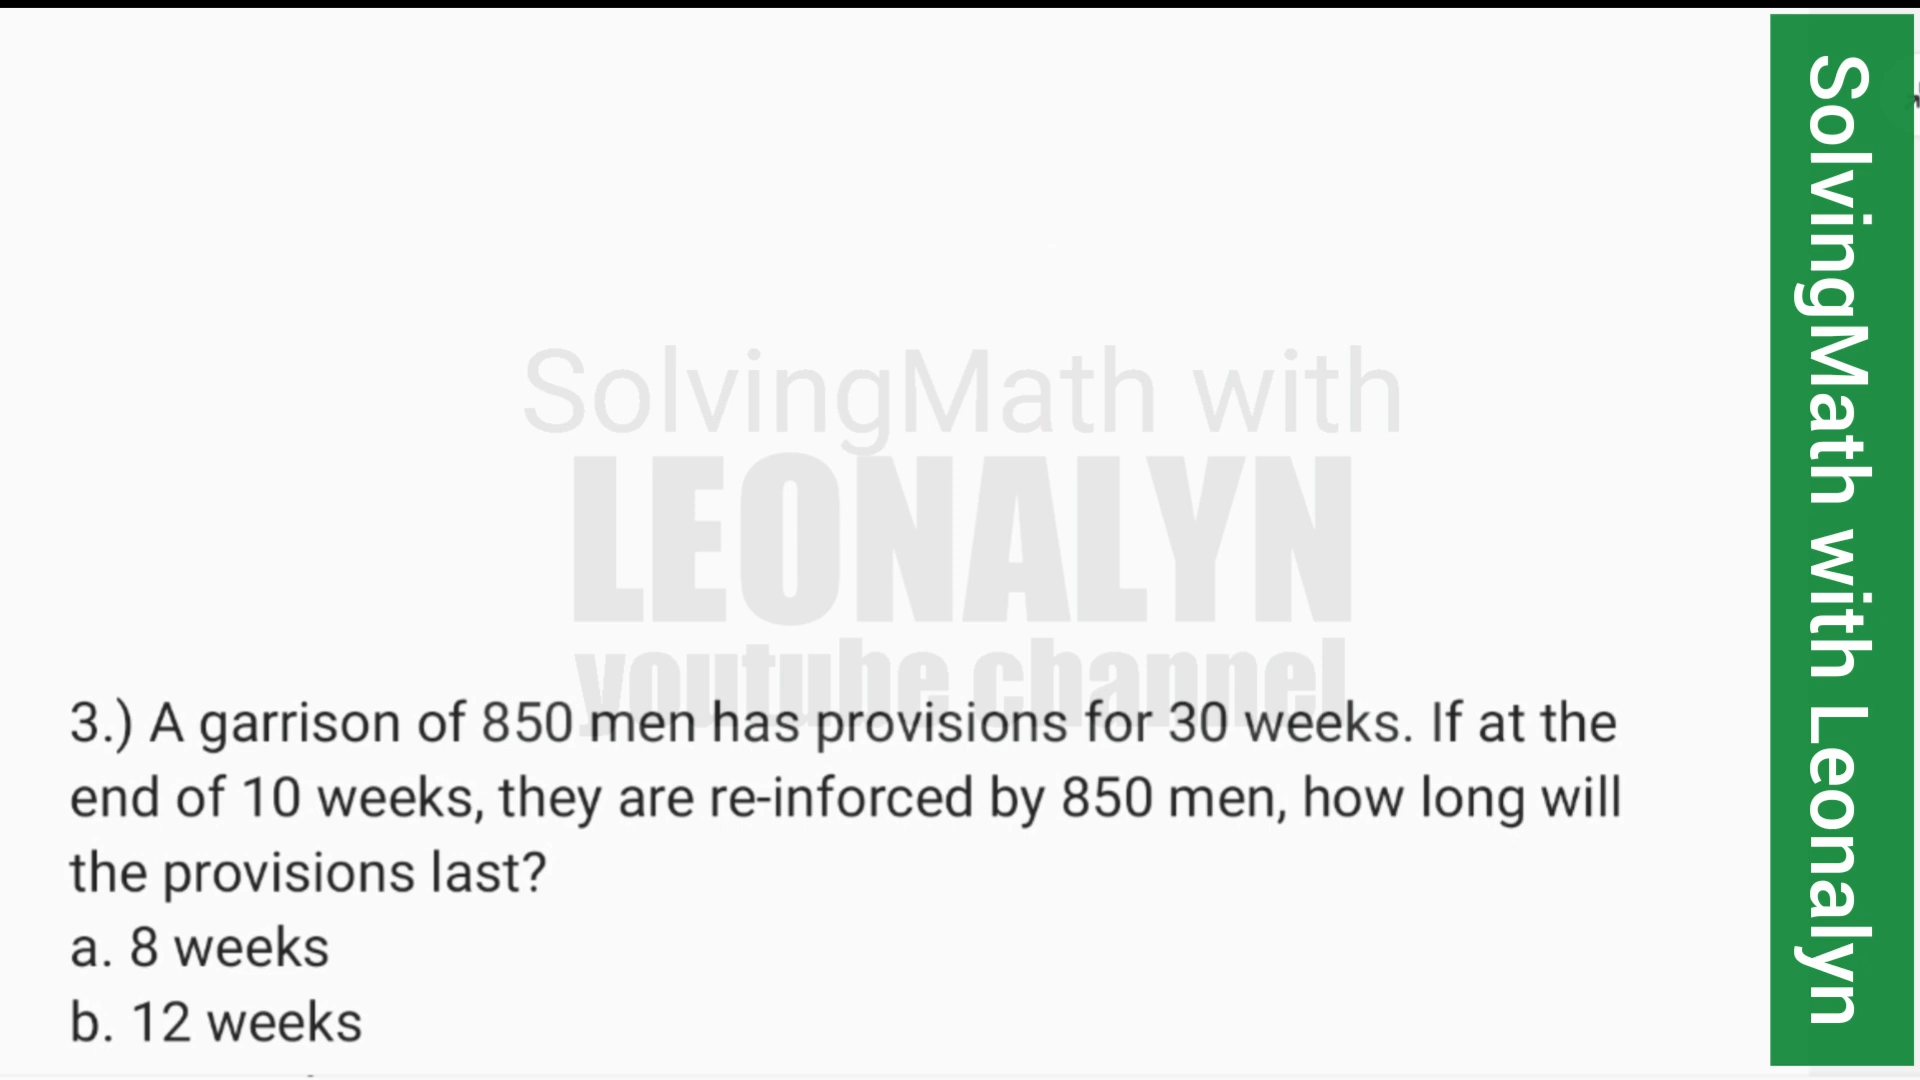 SolvingMath with
LEONALYN
youtube channel
3.) A garrison of 850 men has provisions for 30 weeks. If at the
end of 10 weeks, they are re-inforced by 850 men, how long will
the provisions last?
a. 8 weeks
b. 12 weeks
SolvingMath with Leonalyn